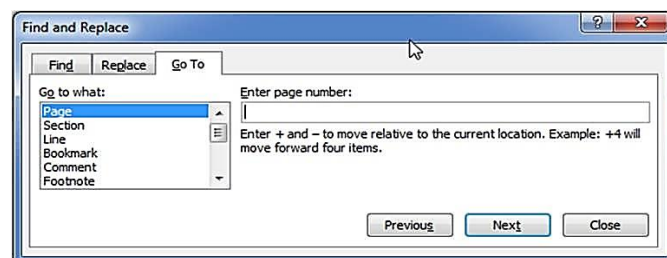 Find and Replace
Find Replace Go To
Go to what:
Page
Section
Line
Bookmark
Comment
Footnote
Enter page number:
Enter + and – to move relative to the current location. Example: +4 will
move forward four items.
Previous Next Close